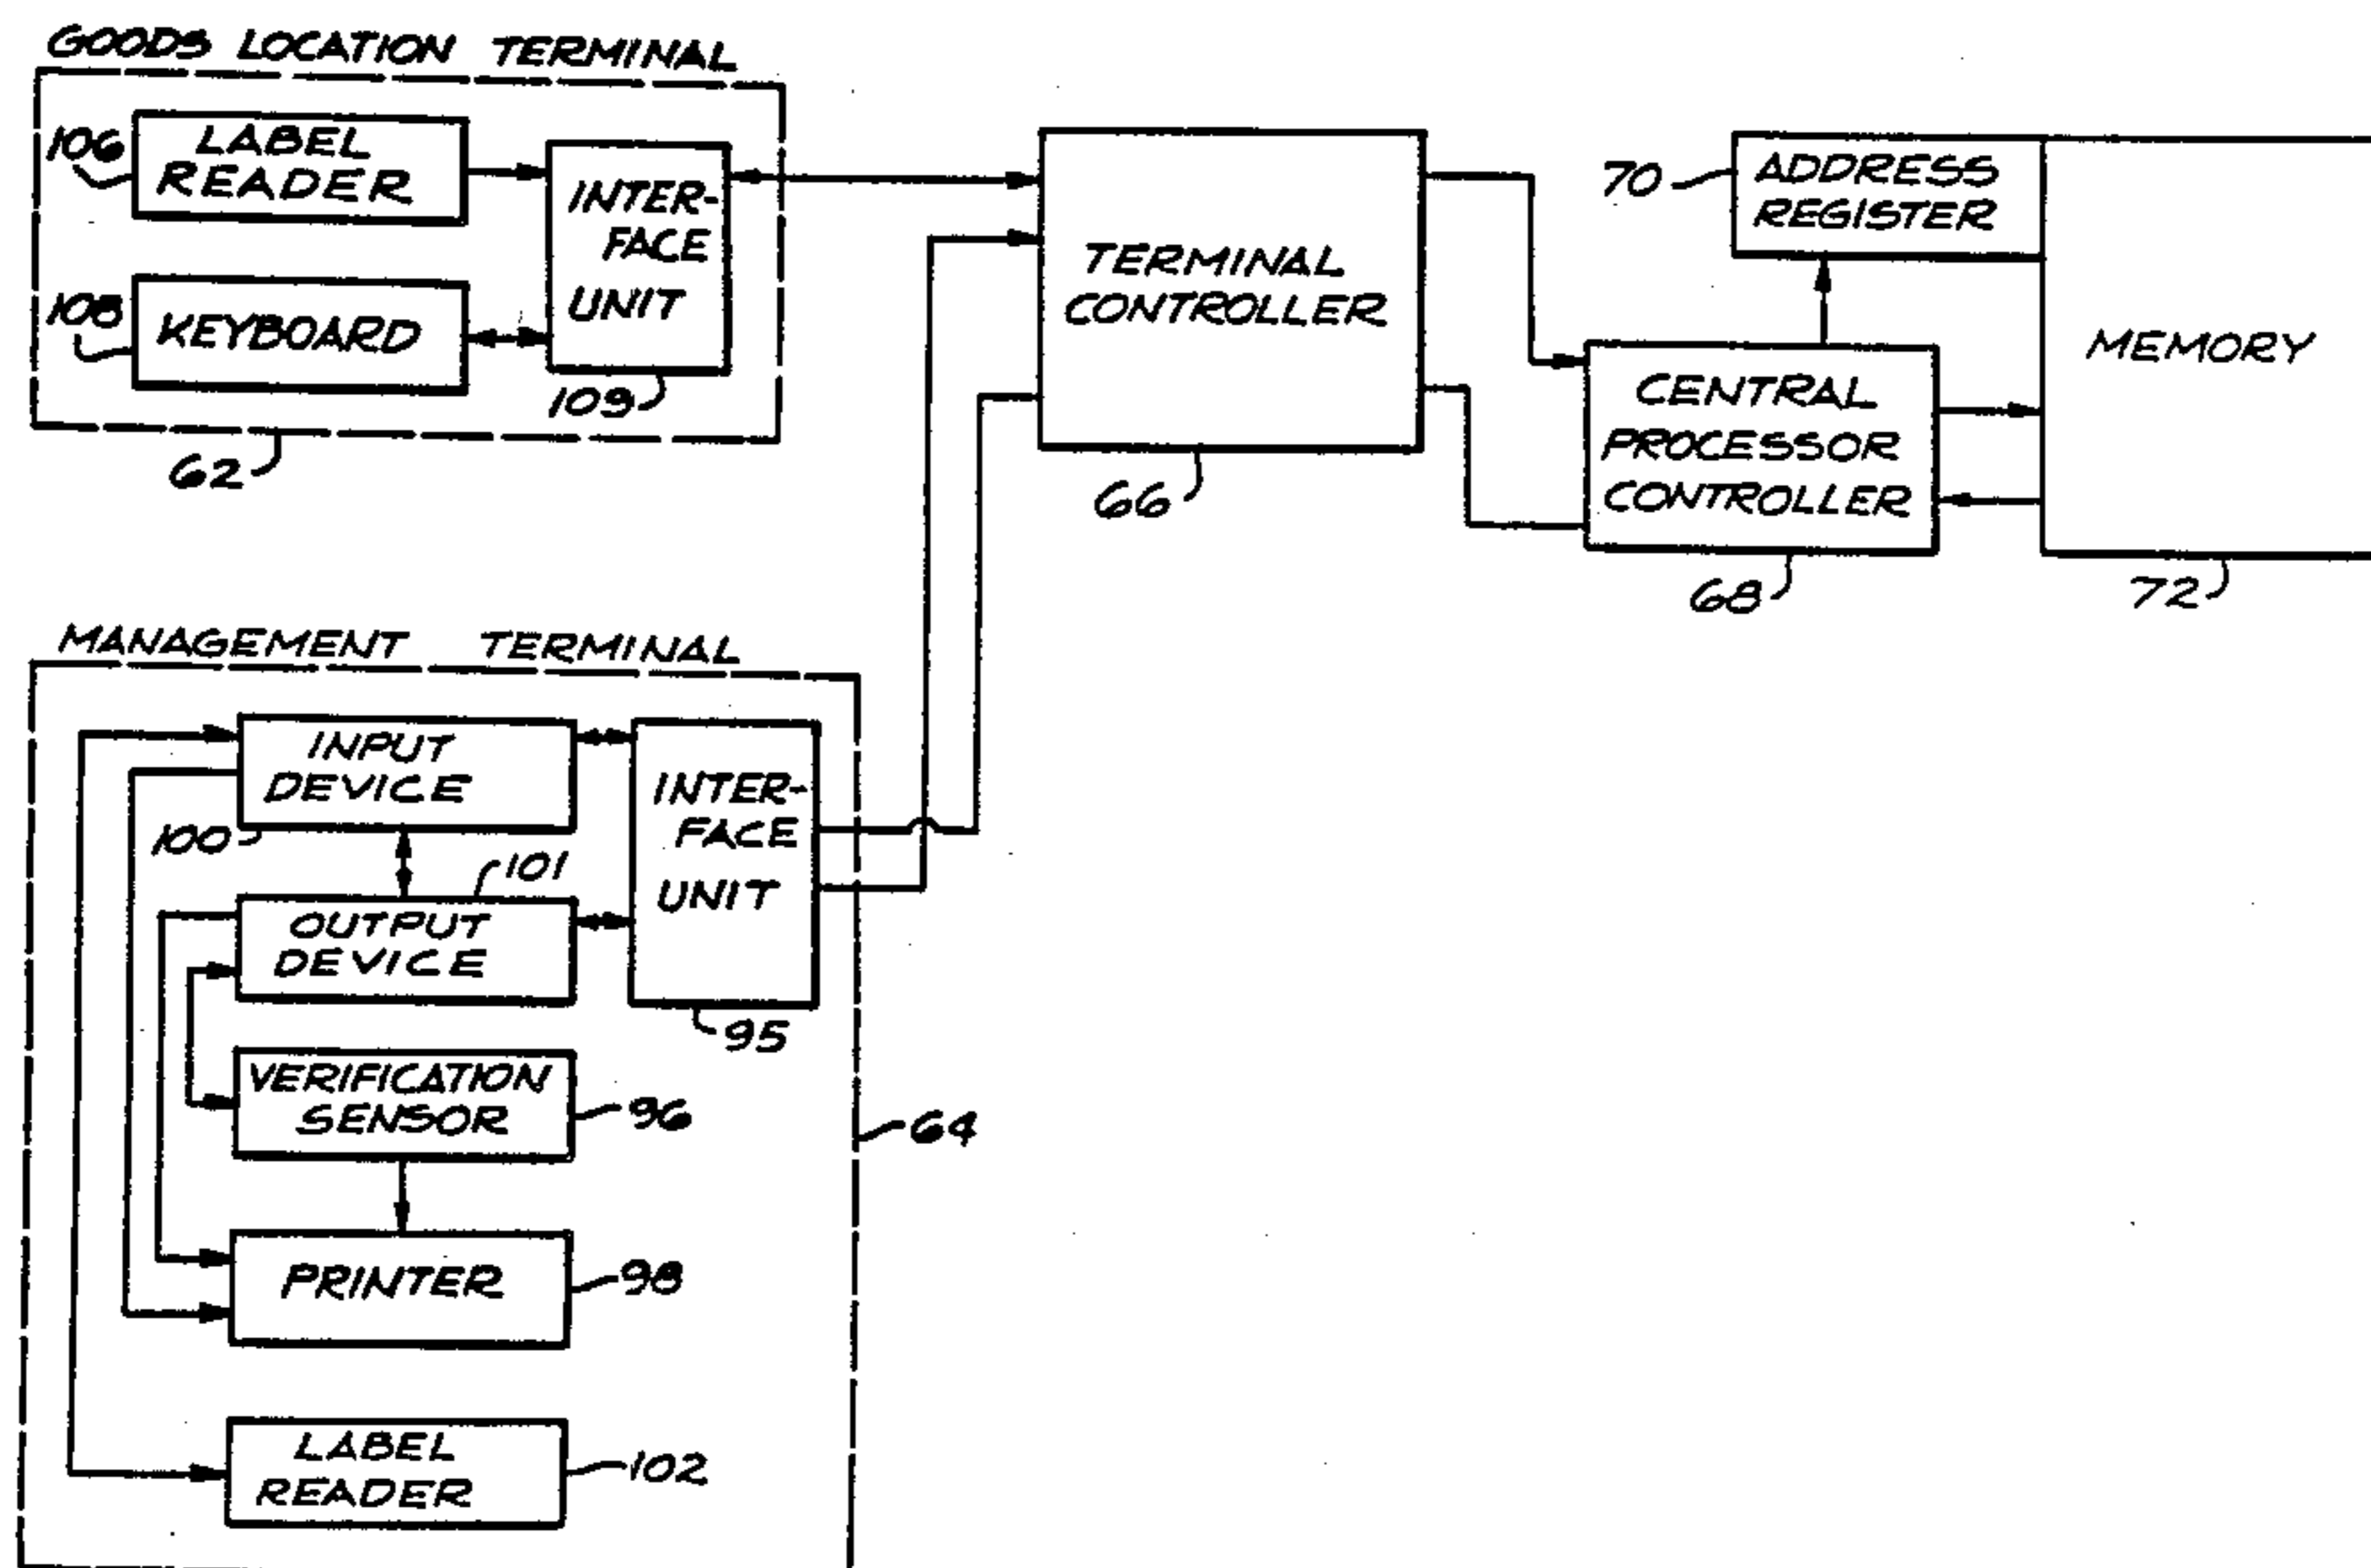 GOODS LOCATION TERMINAL
106
LABEL
READER
INTER-
FACE
UNIT
108
KEYBOARD
109
62
TERMINAL
CONTROLLER
66
70
ADDRESS
REGISTER
MEMORY
CENTRAL
PROCESSOR
CONTROLLER
68
72
MANAGEMENT TERMINAL
INPUT
DEVICE
100
INTER-
FACE
UNIT
101
OUTPUT
DEVICE
95
VERIFICATION
SENSOR
96
64
PRINTER
98
LABEL
READER
102